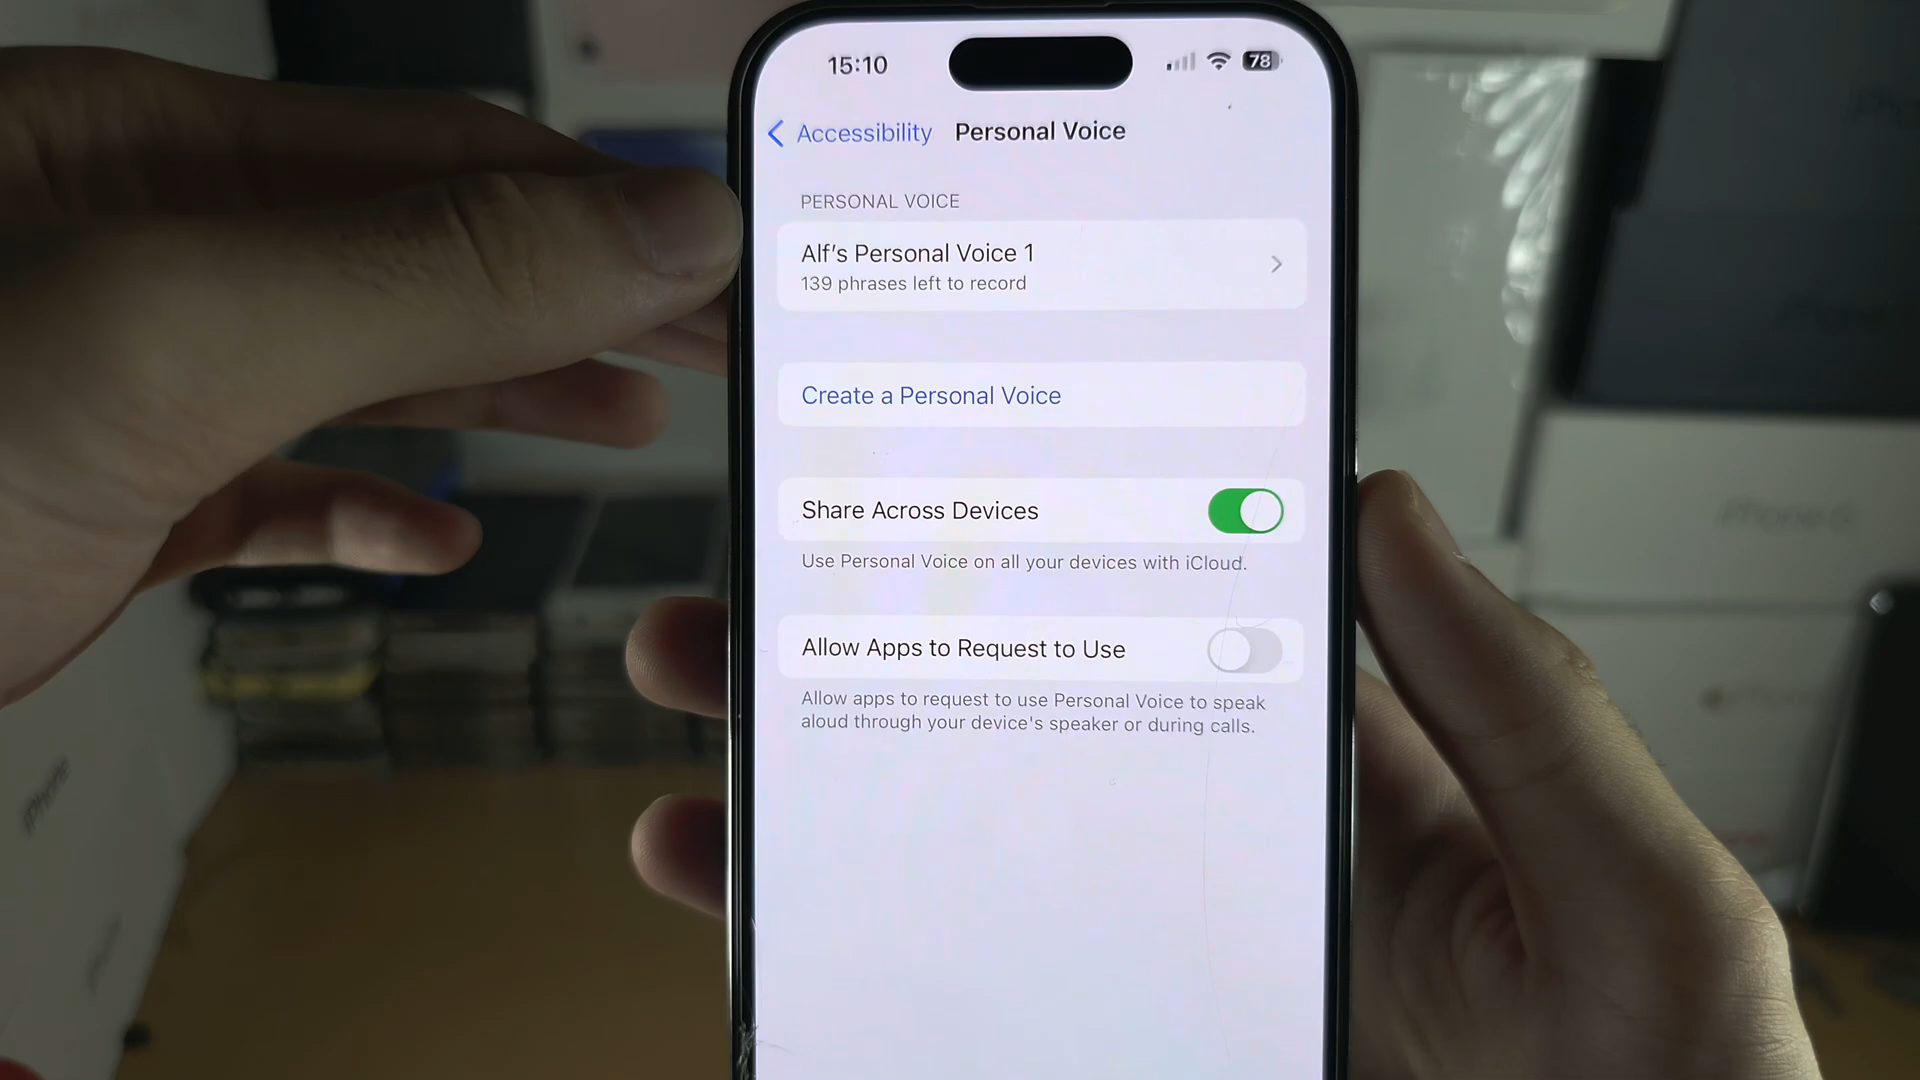 15:10
78
Accessibility
Personal Voice
PERSONAL VOICE
Alf's Personal Voice 1
139 phrases left to record
Create a Personal Voice
Share Across Devices
Use Personal Voice on all your devices with iCloud.
Allow Apps to Request to Use
Allow apps to request to use Personal Voice to speak
aloud through your device's speaker or during calls.
iPhone